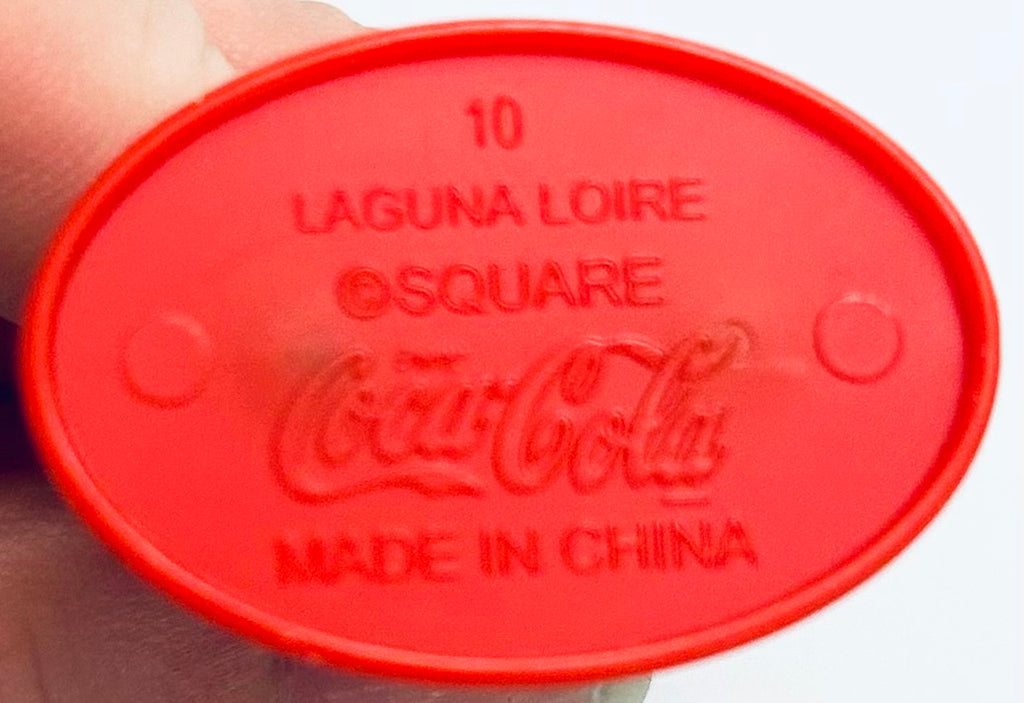 10
LAGUNA LOIRE
©SQUARE
Coca-Cola
MADE IN CHINA